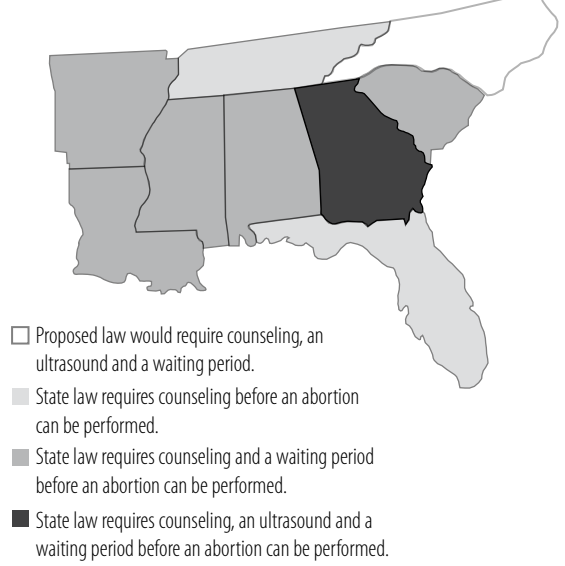 Proposed law would require counseling, an
ultrasound and a waiting period.
State law requires counseling before an abortion
can be performed.
State law requires counseling and a waiting period
before an abortion can be performed.
State law requires counseling, an ultrasound and a
waiting period before an abortion can be performed.